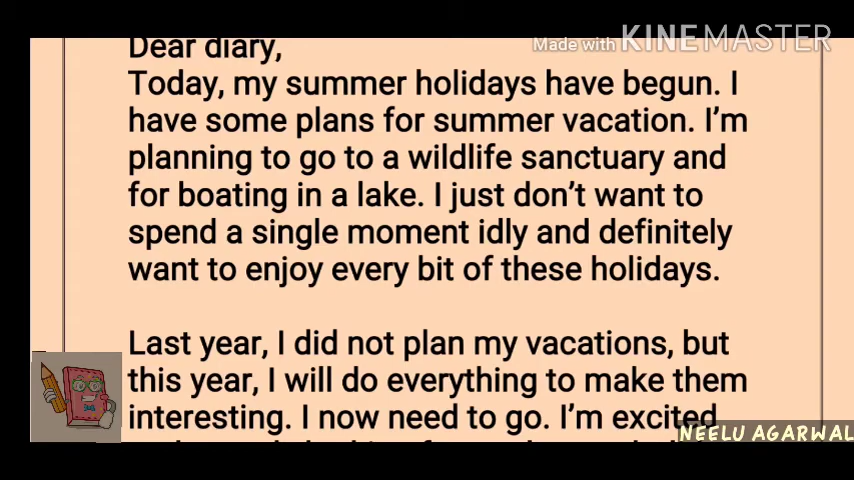 Made with KINEMASTER
Dear diary,
Today, my summer holidays have begun. I
have some plans for summer vacation. I’m
planning to go to a wildlife sanctuary and
for boating in a lake. I just don’t want to
spend a single moment idly and definitely
want to enjoy every bit of these holidays.
Last year, I did not plan my vacations, but
this year, I will do everything to make them
interesting. I now need to go. I’m excited
NEELU AGARWAL